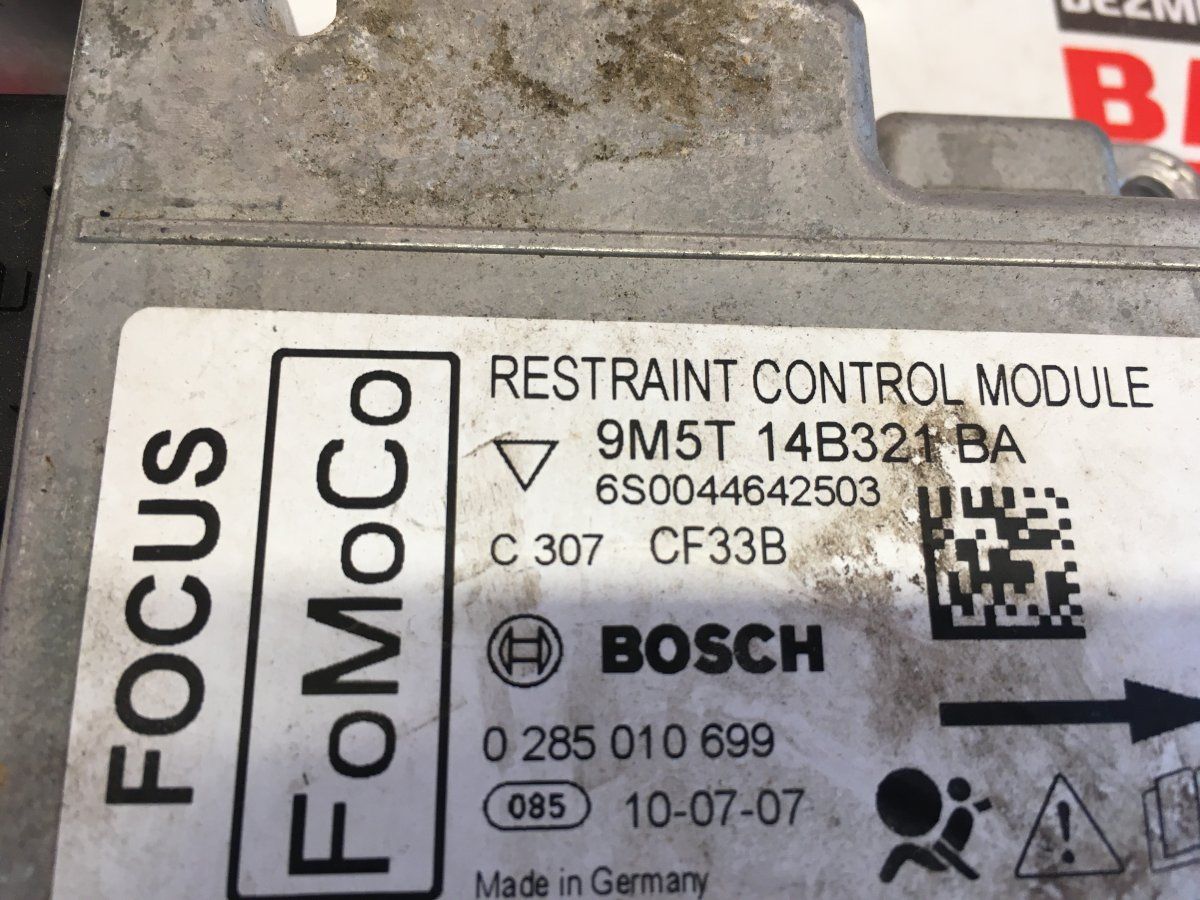 RESTRAINT CONTROL MODULE
9M5T 14B321 BA
6S0044642503
C 307 CF33B
BOSCH
0 285 010 699
085 10-07-07
Made in Germany
FOCUS
FoMoCo